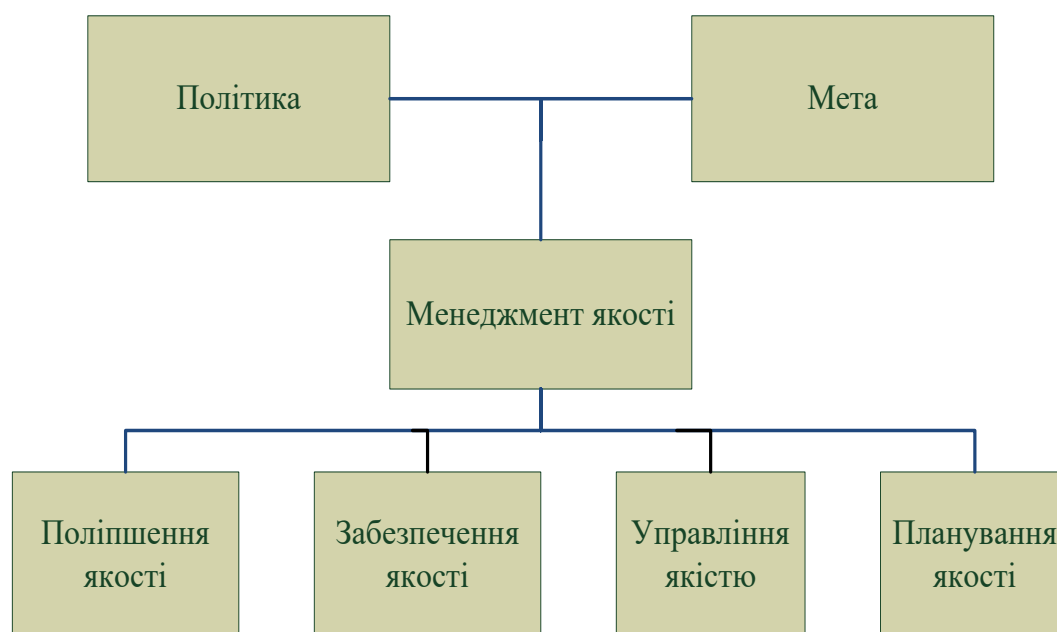 Політика
Мета
Менеджмент якості
Поліпшення
якості
Забезпечення
якості
Управління
якістю
Планування
якості